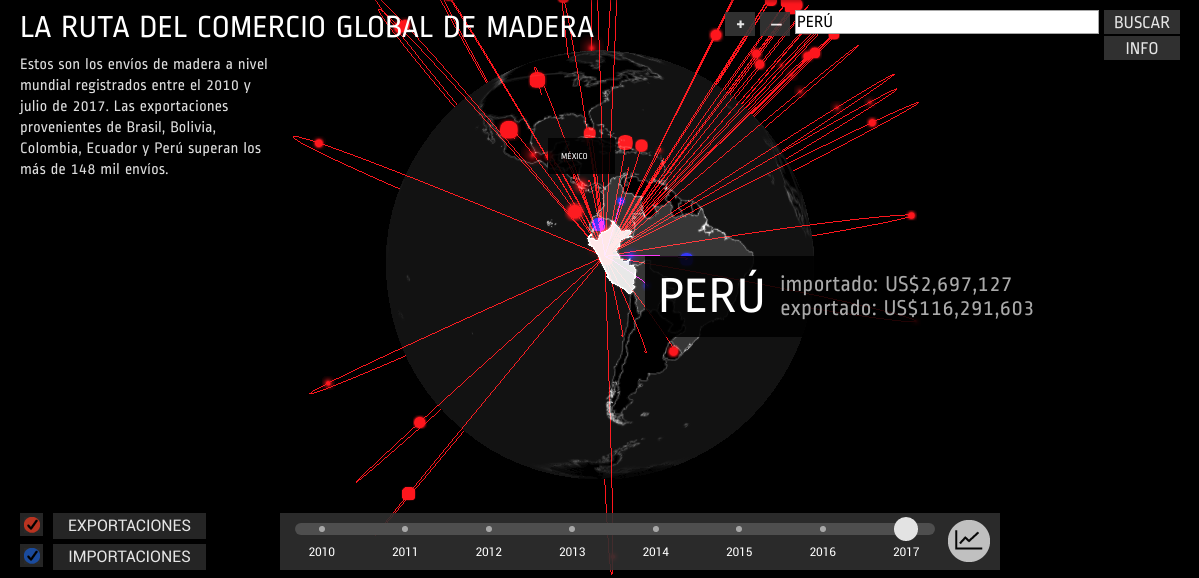 LA RUTA DEL COMERCIO GLOBAL DE MADERA
+
−
PERÚ
BUSCAR
INFO
Estos son los envíos de madera a nivel
mundial registrados entre el 2010 y
julio de 2017. Las exportaciones
provenientes de Brasil, Bolivia,
Colombia, Ecuador y Perú superan los
más de 148 mil envíos.
MÉXICO
PERÚ
importado: US$2,697,127
exportado: US$116,291,603
EXPORTACIONES
IMPORTACIONES
2010 2011 2012 2013 2014 2015 2016 2017